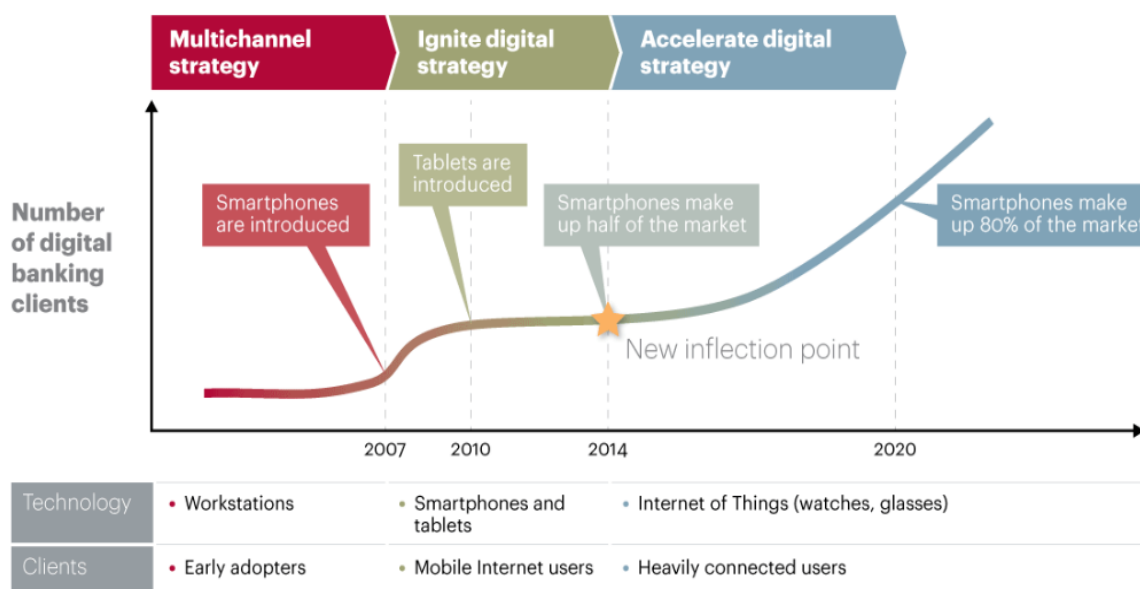 Multichannel
strategy
Ignite digital
strategy
Accelerate digital
strategy
Number
of digital
banking
clients
Smartphones
are introduced
Tablets are
introduced
Smartphones make
up half of the market
Smartphones make
up 80% of the market
New inflection point
2007
2010
2014
2020
Technology
• Workstations
• Smartphones and
tablets
• Internet of Things (watches, glasses)
Clients
• Early adopters
• Mobile Internet users
• Heavily connected users